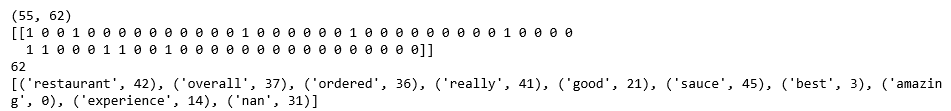 (55, 62)
[[1 0 0 1 0 0 0 0 0 0 0 0 0 0 1 0 0 0 0 0 0 1 0 0 0 0 0 0 0 0 0 1 0 0 0 0
1 1 0 0 0 1 1 0 0 1 0 0 0 0 0 0 0 0 0 0 0 0 0 0 0 0]]
62
[('restaurant', 42), ('overall', 37), ('ordered', 36), ('really', 41), ('good', 21), ('sauce', 45), ('best', 3), ('amazin
g', 0), ('experience', 14), ('nan', 31)]